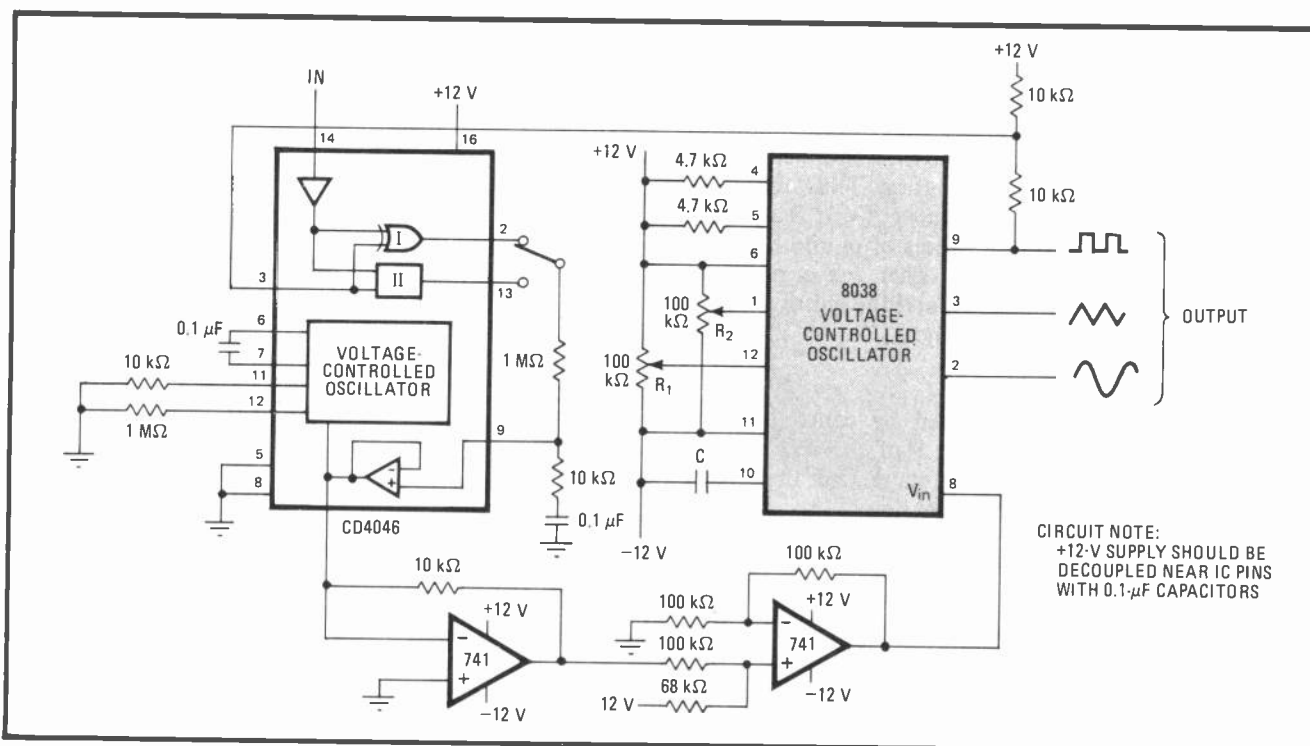 IN
+12 V
14
16
I
2
II
13
3
6
0.1 μF
7
VOLTAGE-
CONTROLLED
OSCILLATOR
10 kΩ
11
12
1 MΩ
5
8
9
CD4046
1 MΩ
10 kΩ
0.1 μF
+12 V
4.7 kΩ
4
4.7 kΩ
5
6
100
kΩ
R2
1
100
kΩ
R1
12
11
C
10
−12 V
8038
VOLTAGE-
CONTROLLED
OSCILLATOR
Vin
8
+12 V
10 kΩ
10 kΩ
9
3
2
OUTPUT
10 kΩ
+12 V
−
741
+
−12 V
100 kΩ
100 kΩ
100 kΩ
68 kΩ
12 V
+12 V
−
741
+
−12 V
− +
CIRCUIT NOTE:
+12-V SUPPLY SHOULD BE
DECOUPLED NEAR IC PINS
WITH 0.1-μF CAPACITORS